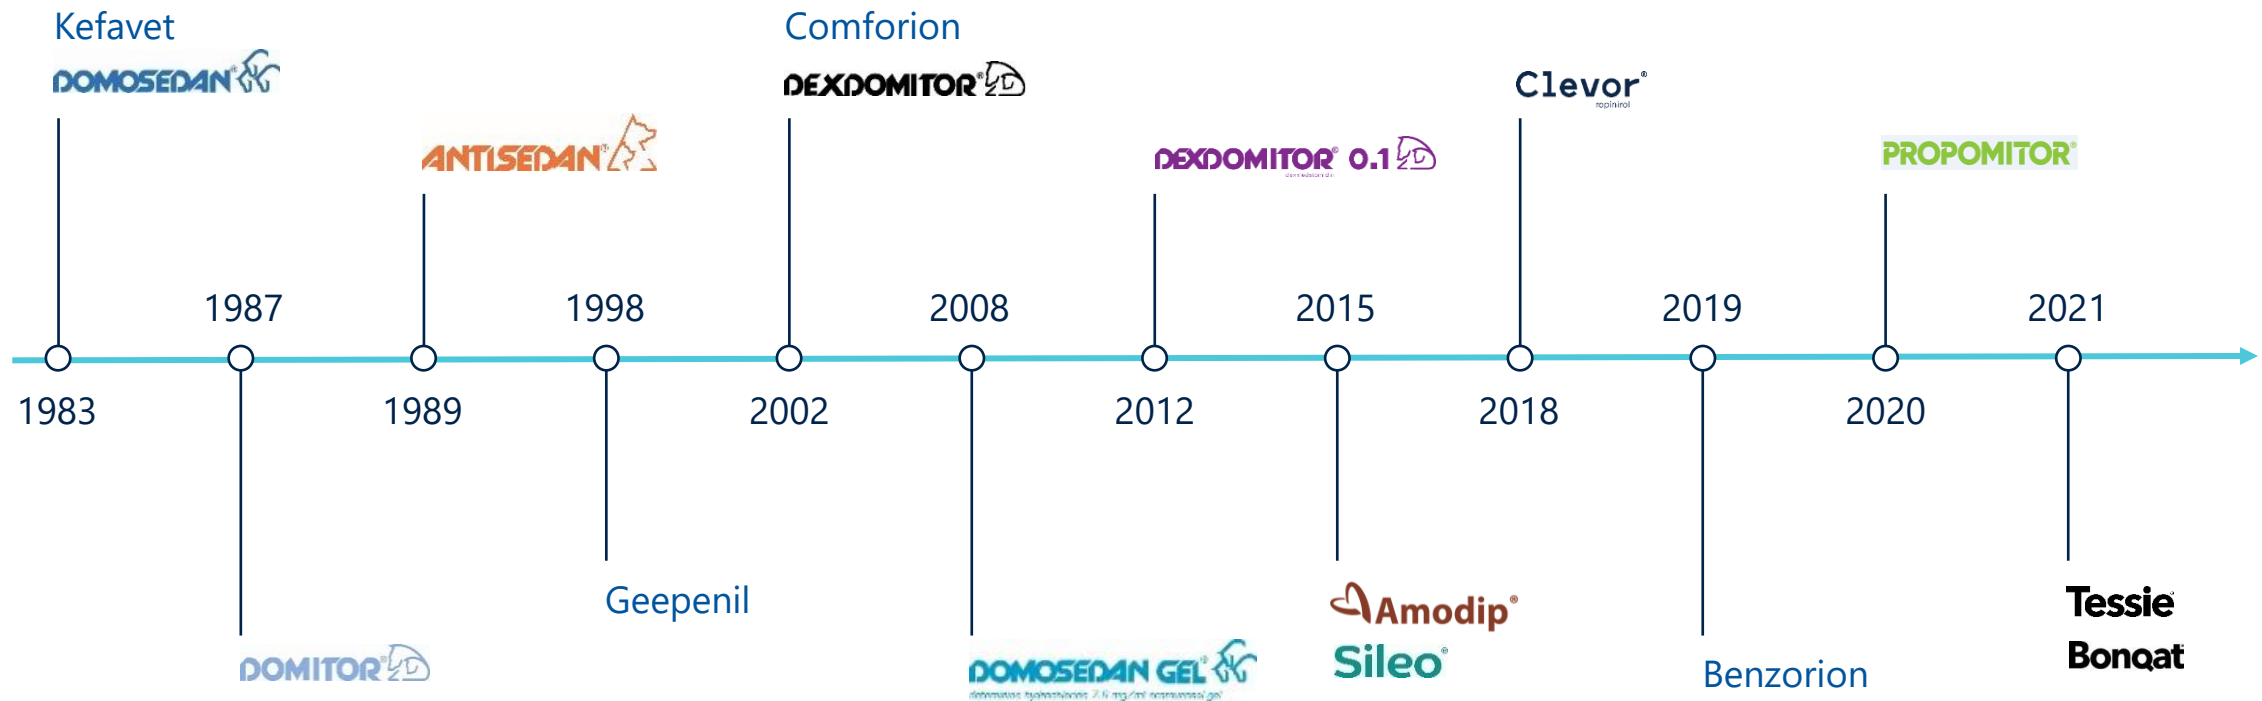 Kefavet
DOMOSEDAN®
Comforion
DEXDOMITOR®
Clevor®
ropinirol
ANTISEDAN®
DEXDOMITOR® 0.1
PROPOMITOR®
1987
1998
2008
2015
2019
2021
1983
1989
2002
2012
2018
2020
Geepenil
Amodip®
Tessie
DOMITOR®
DOMOSEDAN GEL®
Sileo®
Benzorion
Bonqat